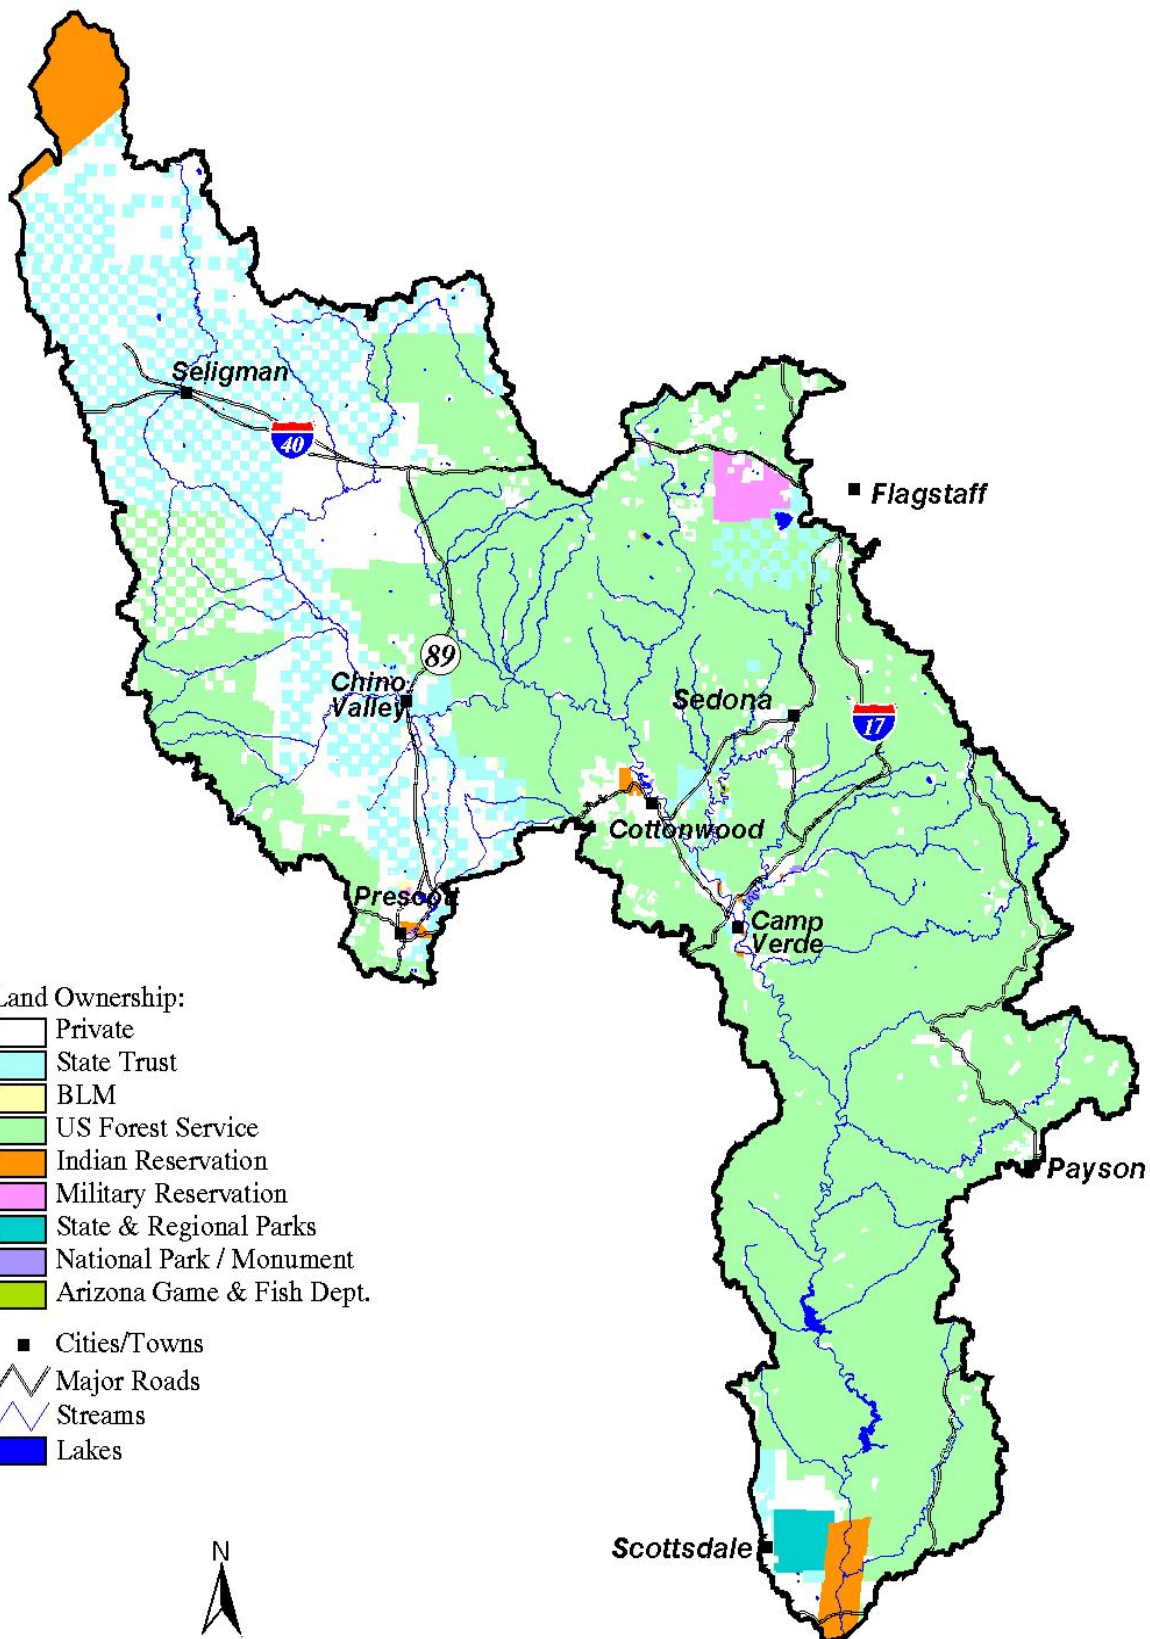 Seligman
40
Flagstaff
89
Chino
Valley
Sedona
17
Cottonwood
Prescott
Camp
Verde
Land Ownership:
Private
State Trust
BLM
US Forest Service
Indian Reservation
Military Reservation
State & Regional Parks
National Park / Monument
Arizona Game & Fish Dept.
Cities/Towns
Major Roads
Streams
Lakes
Payson
Scottsdale
N